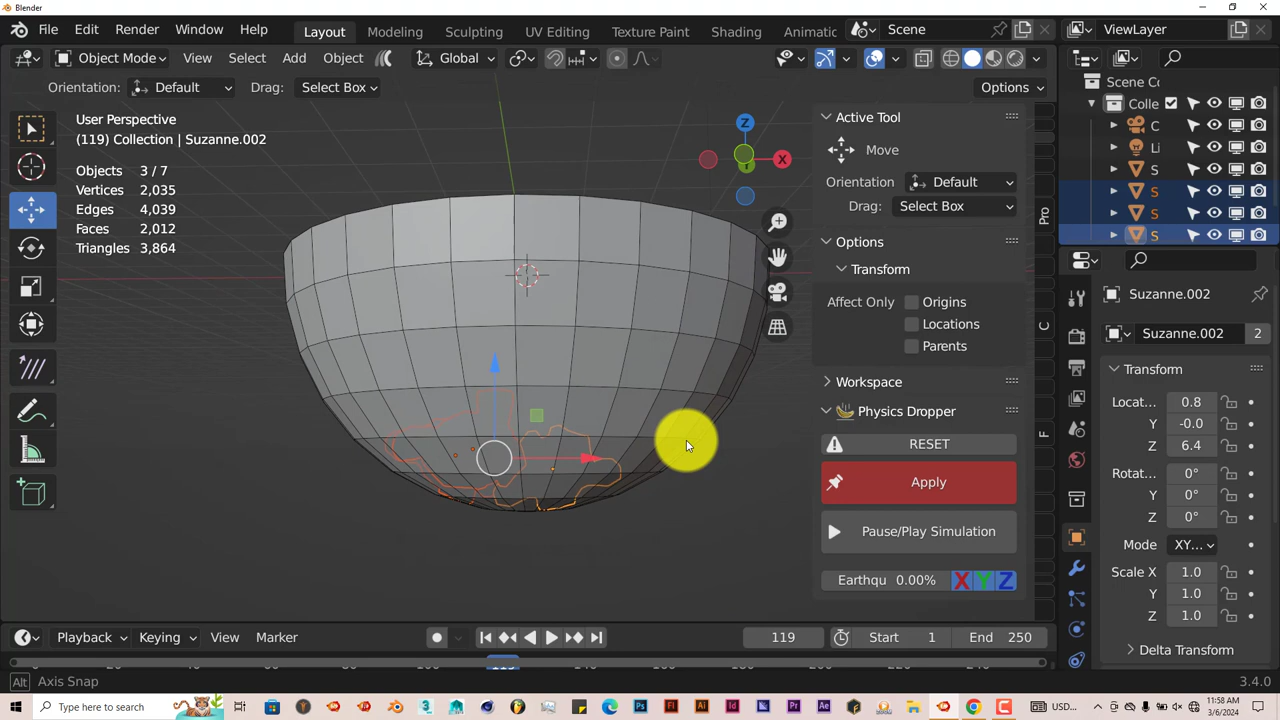 Blender
File Edit Render Window Help Layout Modeling Sculpting UV Editing Texture Paint Shading Animatic Scene ViewLayer
Object Mode View Select Add Object Global
Orientation: Default Drag: Select Box Options
User Perspective
(119) Collection | Suzanne.002
Objects 3 / 7
Vertices 2,035
Edges 4,039
Faces 2,012
Triangles 3,864
Z
X
Y
Active Tool
Move
Orientation Default
Drag: Select Box
Options
Transform
Affect Only Origins
Locations
Parents
Workspace
Physics Dropper
RESET
Apply
Pause/Play Simulation
Earthqu 0.00% X Y Z
Pro
C
F
Scene Cc
Colle
C
Li
S
S
S
S
Suzanne.002
Suzanne.002 2
Transform
Locat... 0.8
Y -0.0
Z 6.4
Rotat... 0°
Y 0°
Z 0°
Mode XY...
Scale X 1.0
Y 1.0
Z 1.0
Delta Transform
Playback Keying View Marker 119 Start 1 End 250
Alt Axis Snap 3.4.0
Type here to search USD... 11:58 AM
3/6/2024